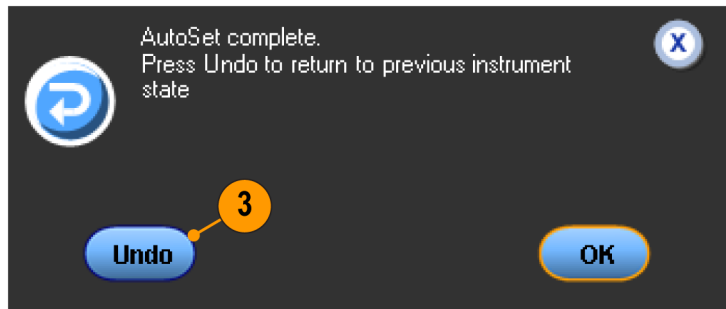 AutoSet complete.
X
Press Undo to return to previous instrument
state
3
Undo
OK